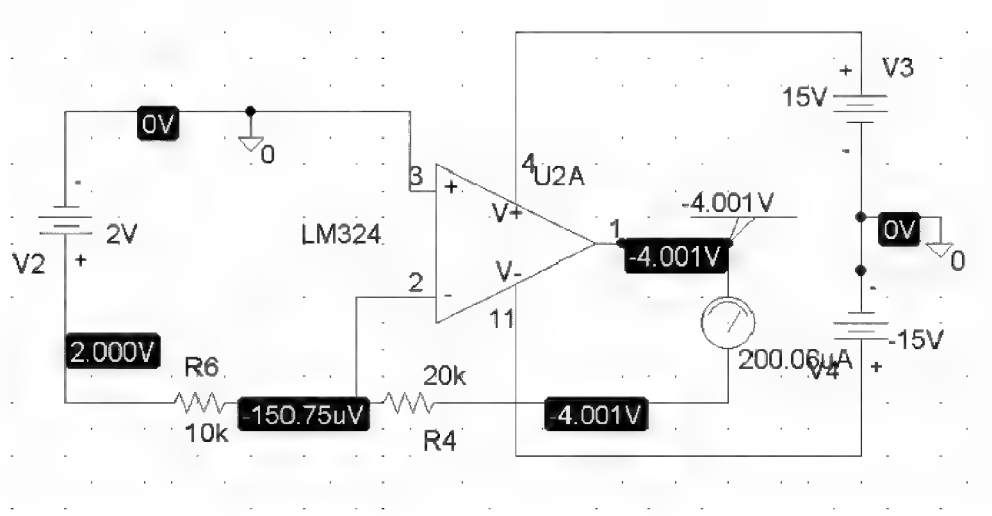 +
V3
15V
-
0V
0
-
2V
V2
+
3
+
LM324
4
U2A
V+
1
-4.001V
-4.001V
0V
0
2
-
V-
11
-
-15V
V4
+
200.06uA
2.000V
R6
10k
-150.75uV
20k
R4
-4.001V